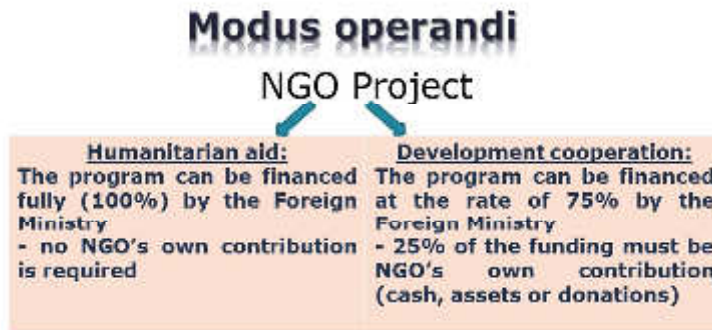 Modus operandi
NGO Project
Humanitarian aid:
The program can be financed
fully (100%) by the Foreign
Ministry
- no NGO's own contribution
is required
Development cooperation:
The program can be financed
at the rate of 75% by the
Foreign Ministry
- 25% of the funding must be
NGO's own contribution
(cash, assets or donations)